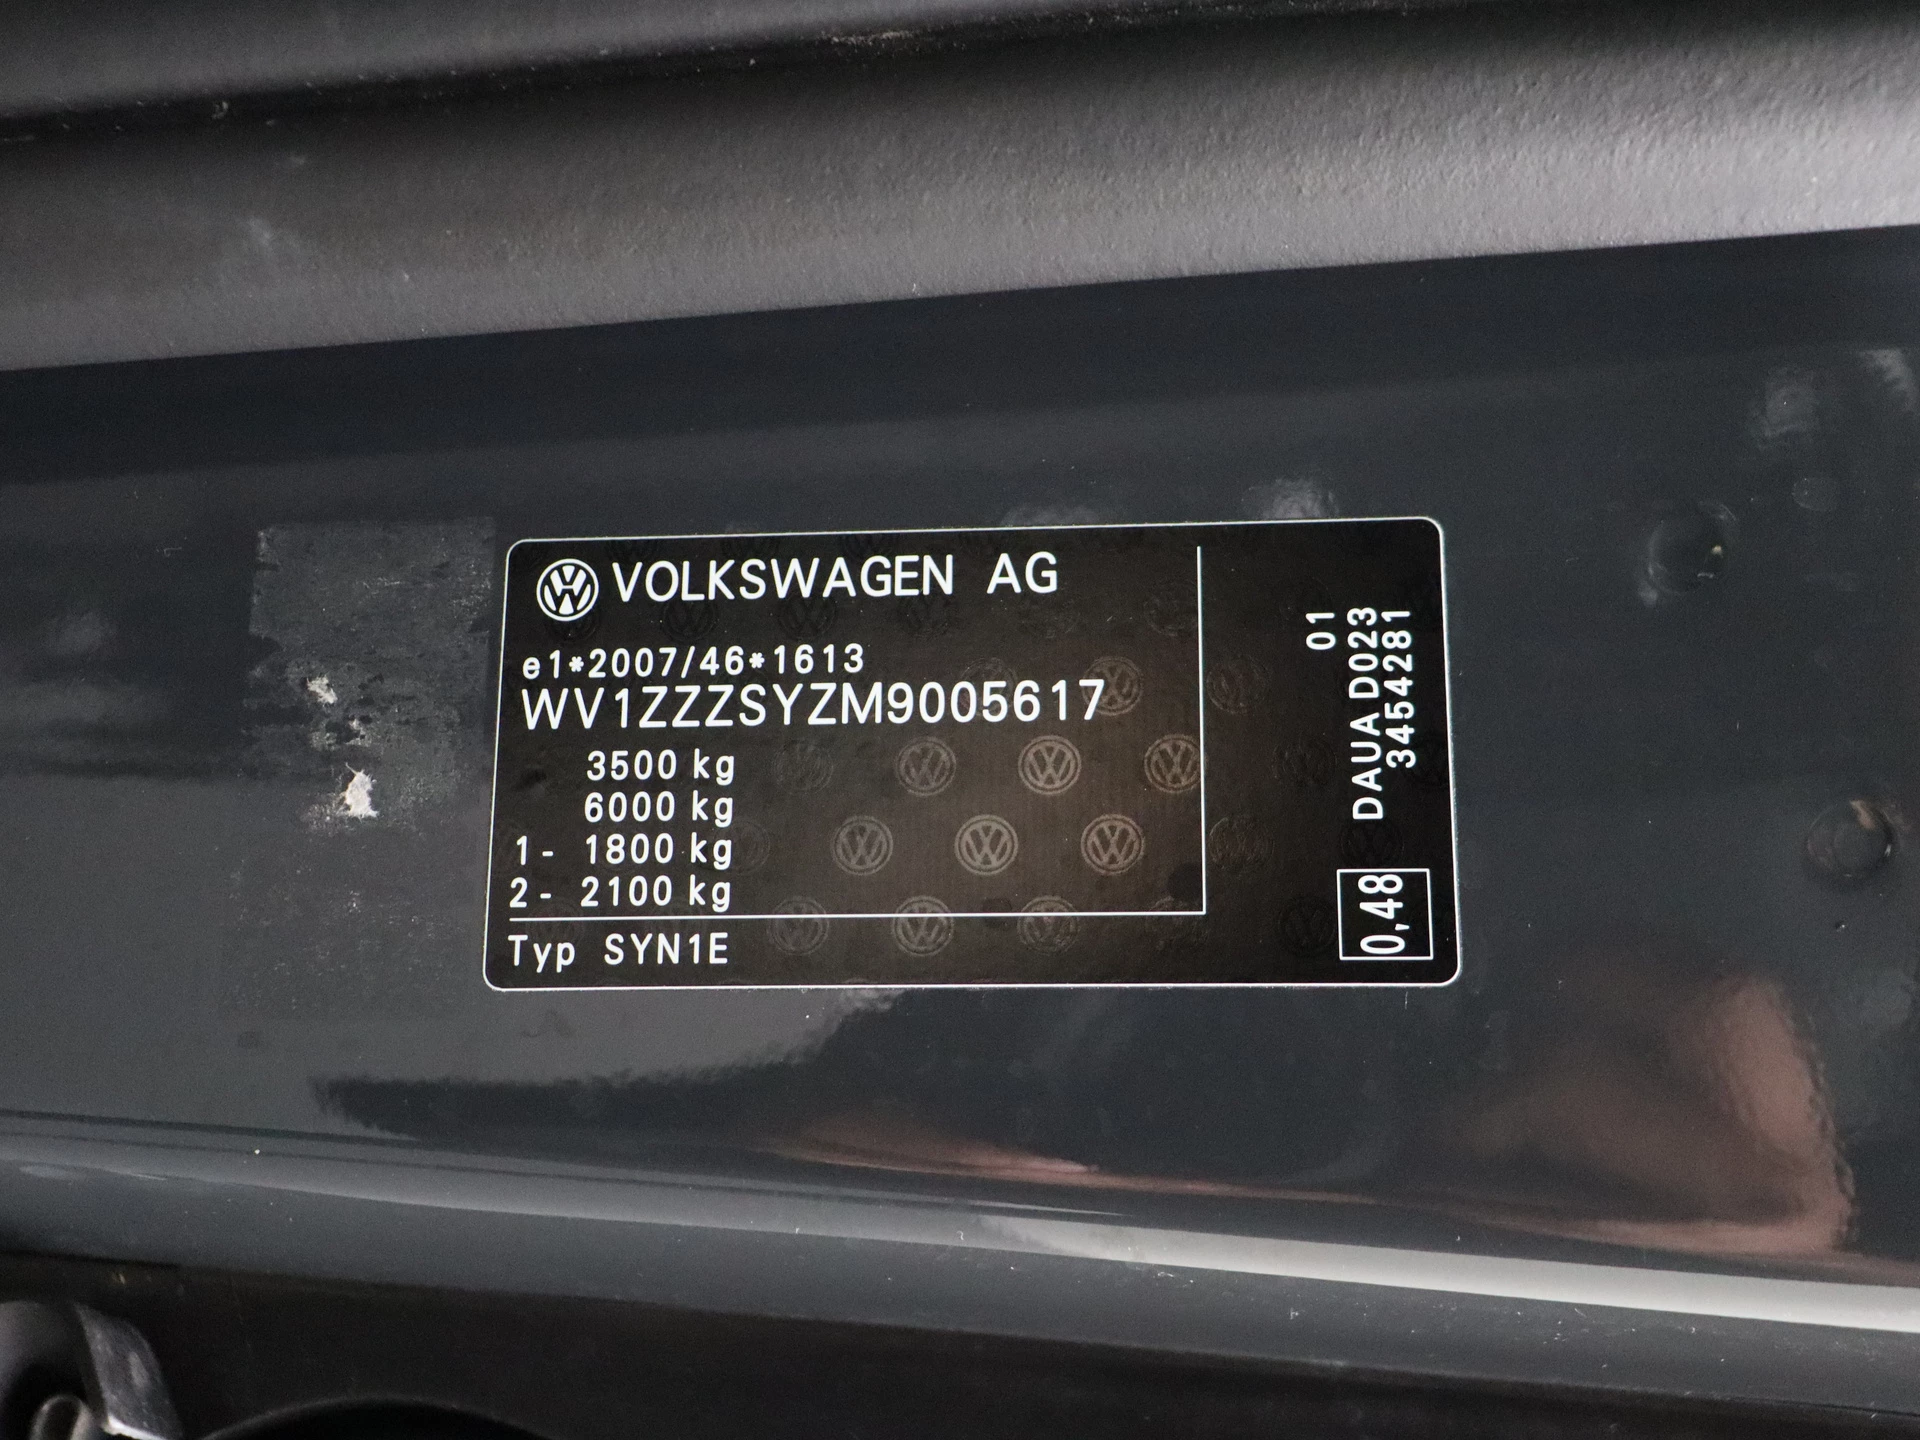 VOLKSWAGEN AG
e1*2007/46*1613
WV1ZZZSYZM9005617
3500 kg
6000 kg
1- 1800 kg
2- 2100 kg
Typ SYN1E
01
DAUA D023
3454281
0,48